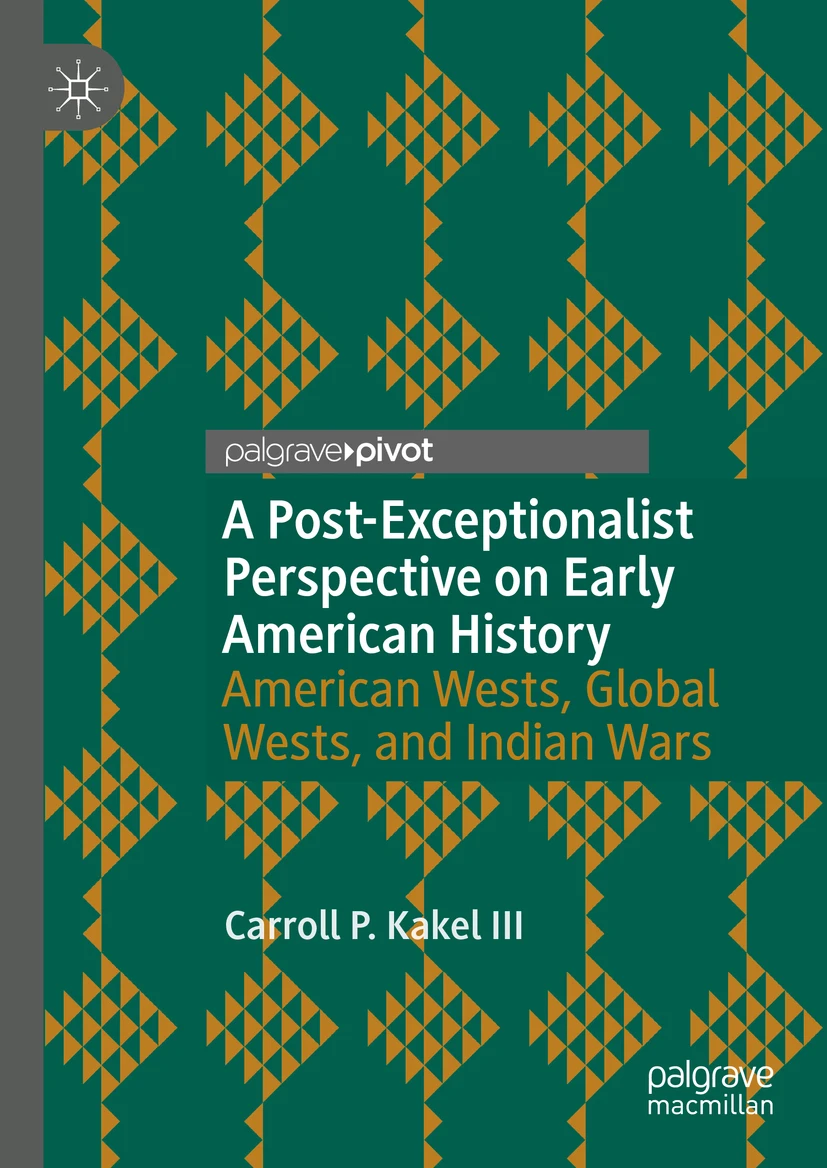 palgrave▸pivot
A Post-Exceptionalist
Perspective on Early
American History
American Wests, Global
Wests, and Indian Wars
Carroll P. Kakel III
palgrave
macmillan